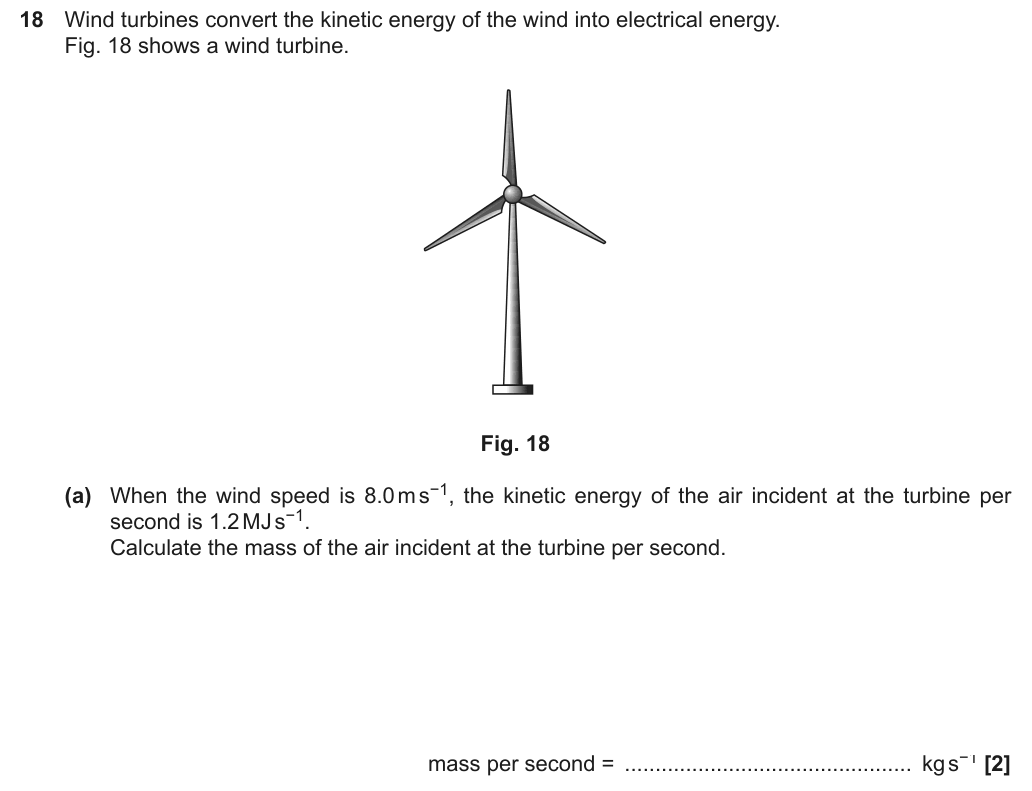 18 Wind turbines convert the kinetic energy of the wind into electrical energy.
Fig. 18 shows a wind turbine.
Fig. 18
(a) When the wind speed is 8.0 m s⁻¹, the kinetic energy of the air incident at the turbine per
second is 1.2 MJ s⁻¹.
Calculate the mass of the air incident at the turbine per second.
mass per second = ............................................... kg s⁻¹ [2]